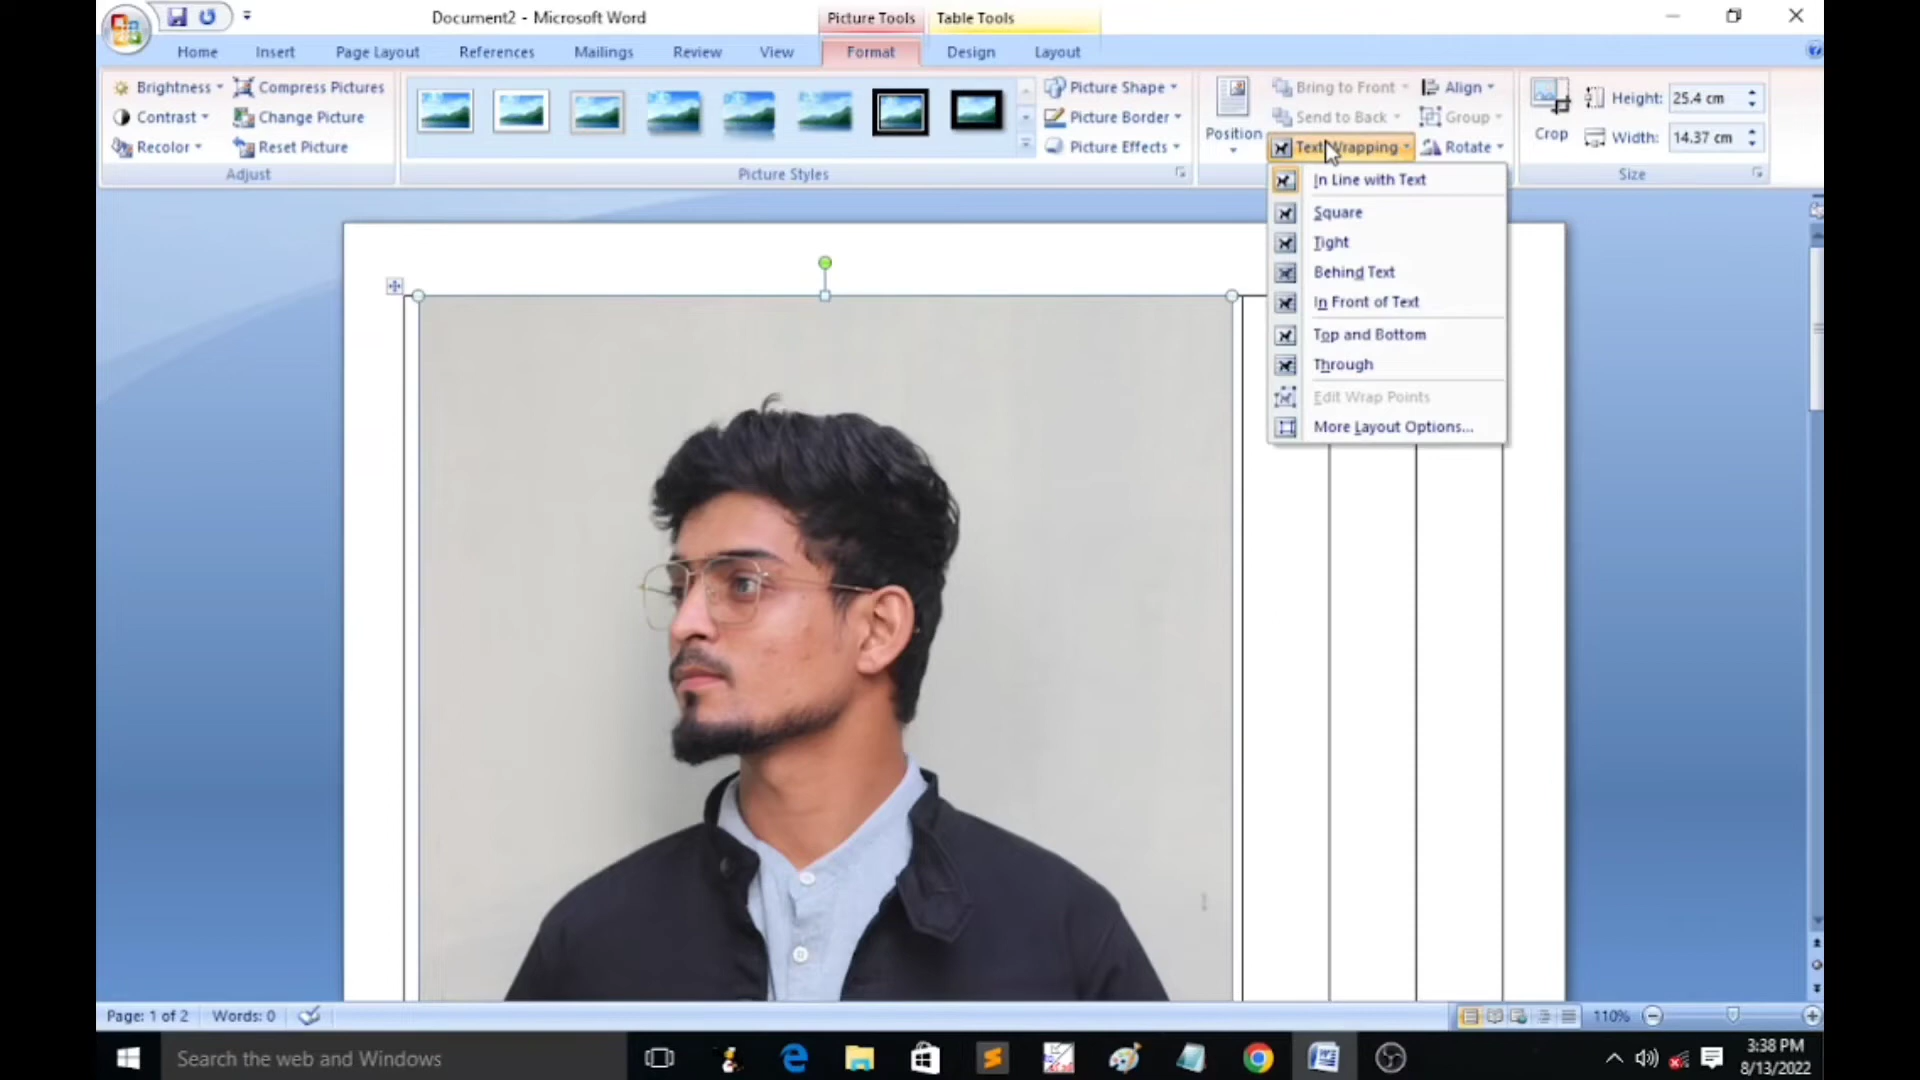 Document2 - Microsoft Word
Picture Tools
Table Tools
Home
Insert
Page Layout
References
Mailings
Review
View
Format
Design
Layout
Brightness
Compress Pictures
Contrast
Change Picture
Recolor
Reset Picture
Adjust
Picture Shape
Picture Border
Picture Effects
Picture Styles
Position
Bring to Front
Send to Back
Text Wrapping
Align
Group
Rotate
Crop
Height: 25.4 cm
Width: 14.37 cm
Size
In Line with Text
Square
Tight
Behind Text
In Front of Text
Top and Bottom
Through
Edit Wrap Points
More Layout Options...
Page: 1 of 2
Words: 0
110%
Search the web and Windows
3:38 PM
8/13/2022